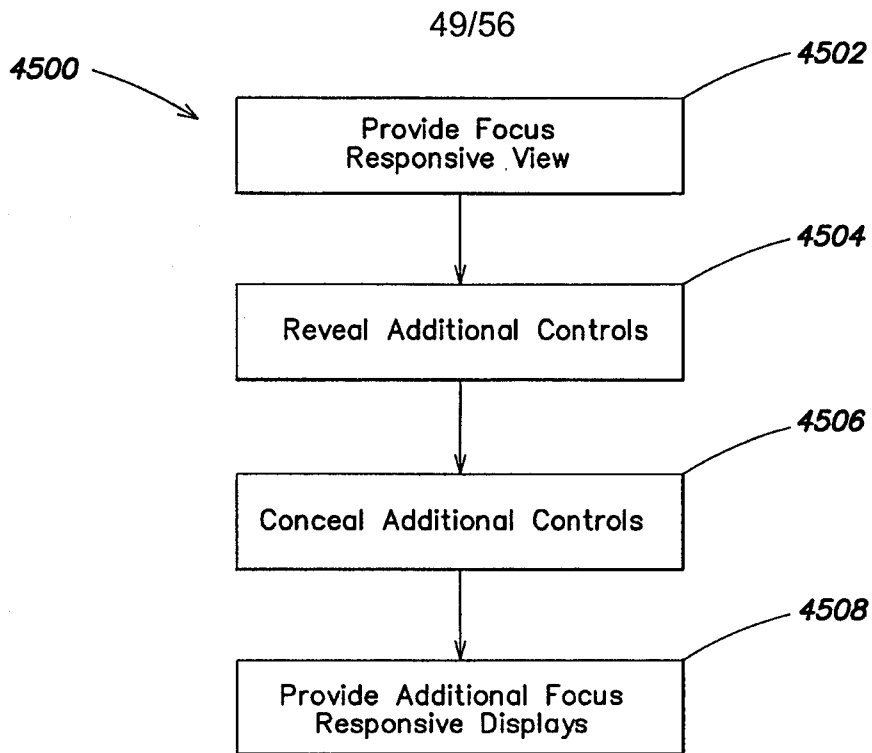 49/56
4500
4502
Provide Focus
Responsive View
4504
Reveal Additional Controls
4506
Conceal Additional Controls
4508
Provide Additional Focus
Responsive Displays